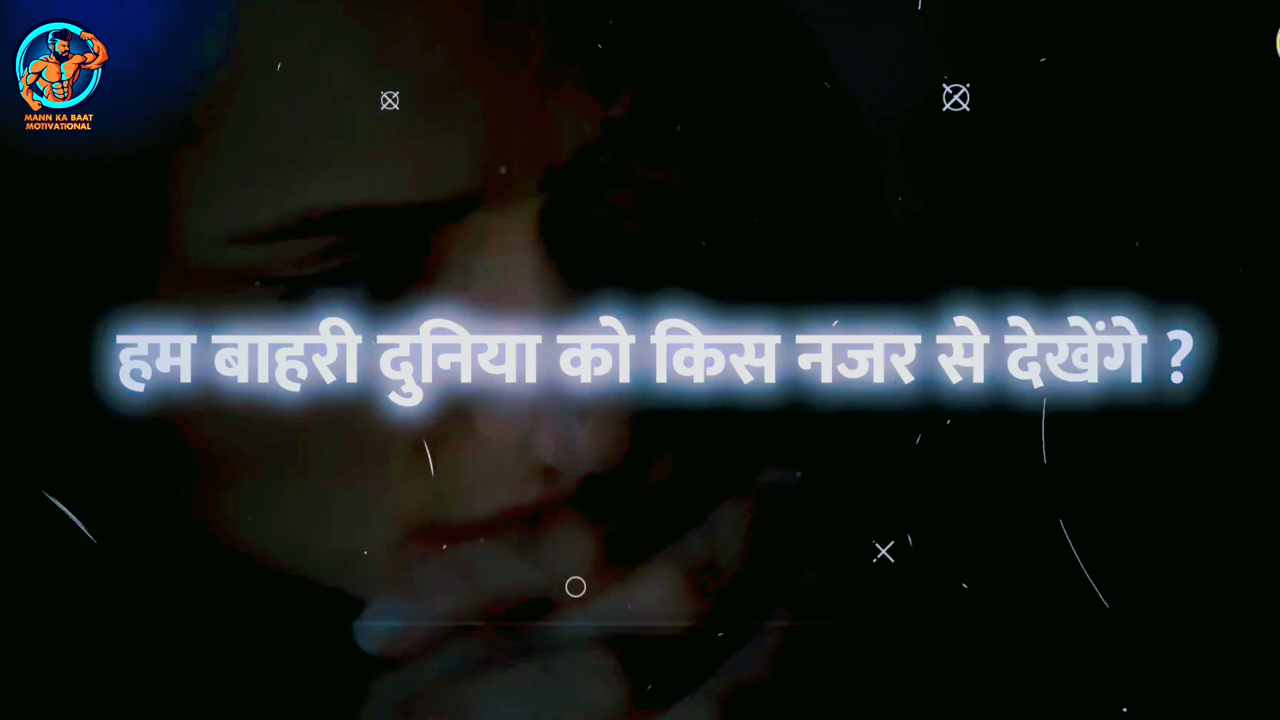 MANN KA BAAT
MOTIVATIONAL
हम बाहरी दुनिया को किस नजर से देखेंगे ?